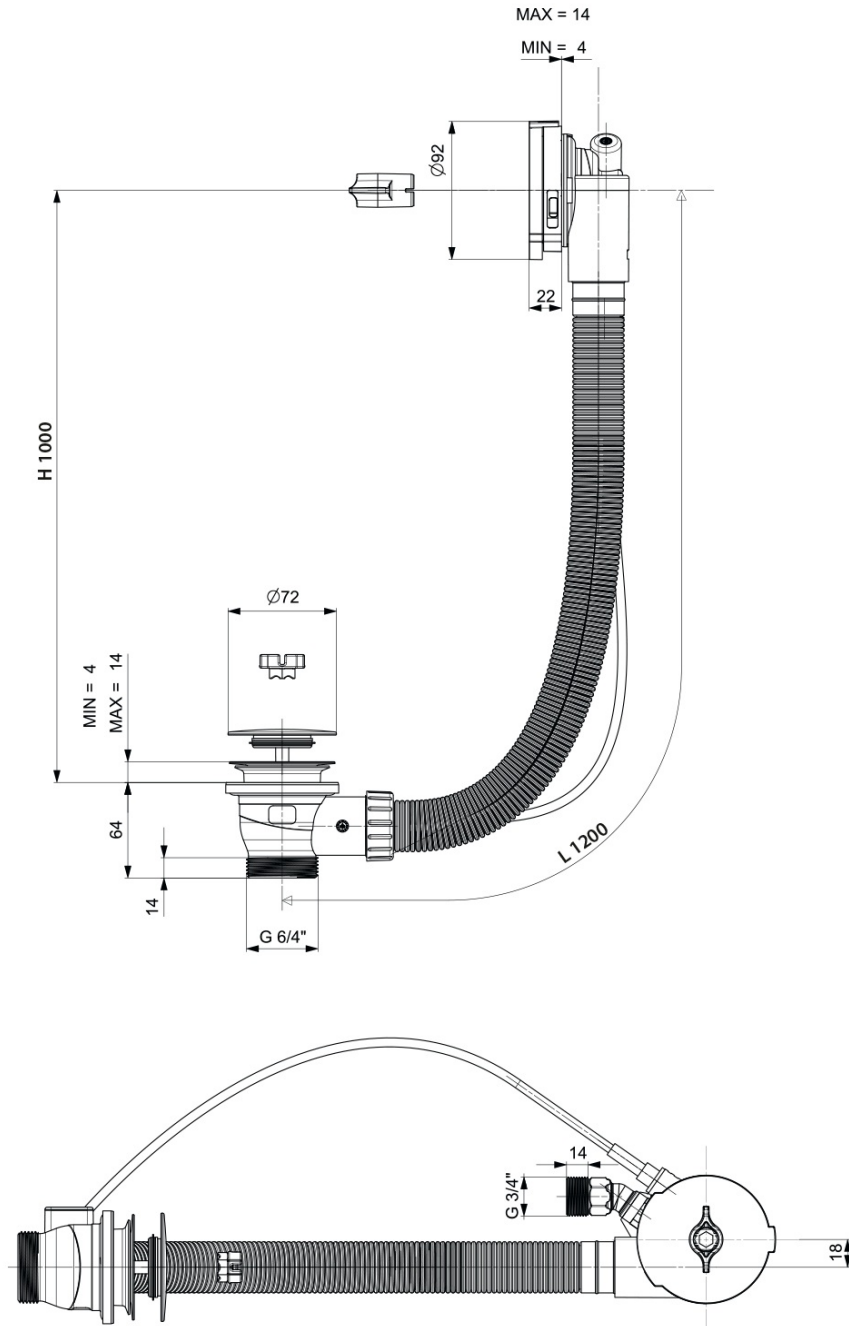 MAX = 14
MIN = 4
Ø92
22
H 1000
Ø72
MIN = 4
MAX = 14
64
14
L 1200
G 6/4"
14
G 3/4"
18